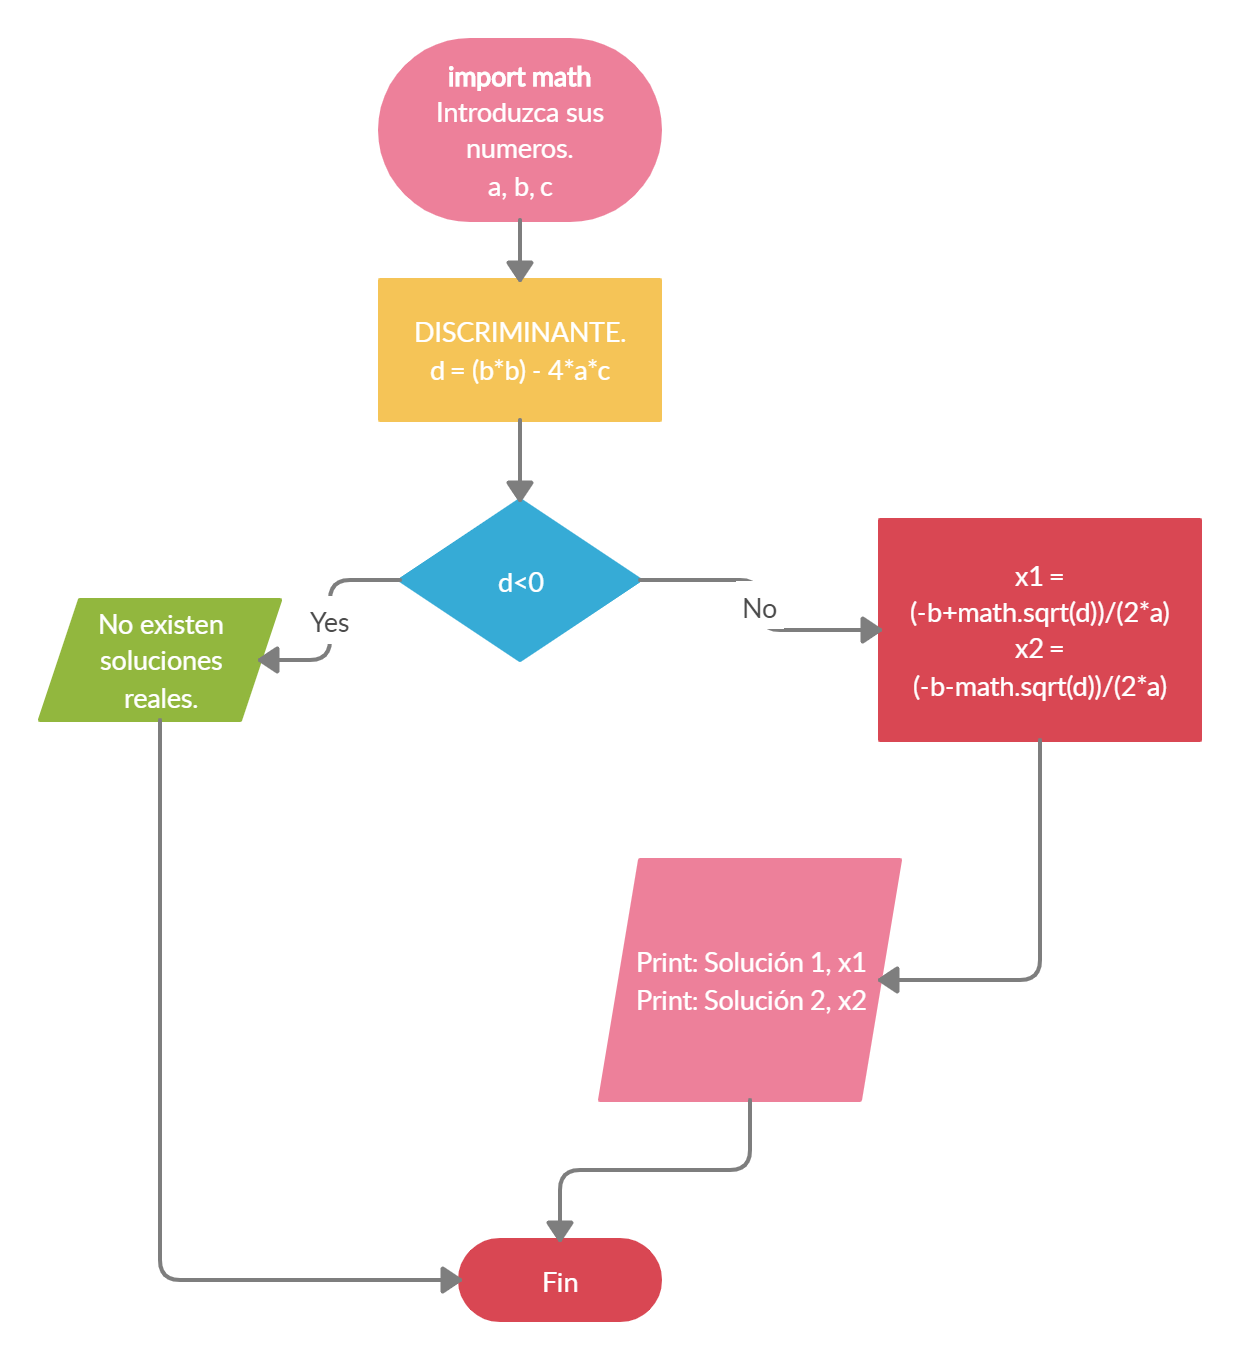 import math
Introduzca sus
numeros.
a, b, c
DISCRIMINANTE.
d = (b*b) - 4*a*c
d<0
Yes
No
No existen
soluciones
reales.
x1 =
(-b+math.sqrt(d))/(2*a)
x2 =
(-b-math.sqrt(d))/(2*a)
Print: Solución 1, x1
Print: Solución 2, x2
Fin